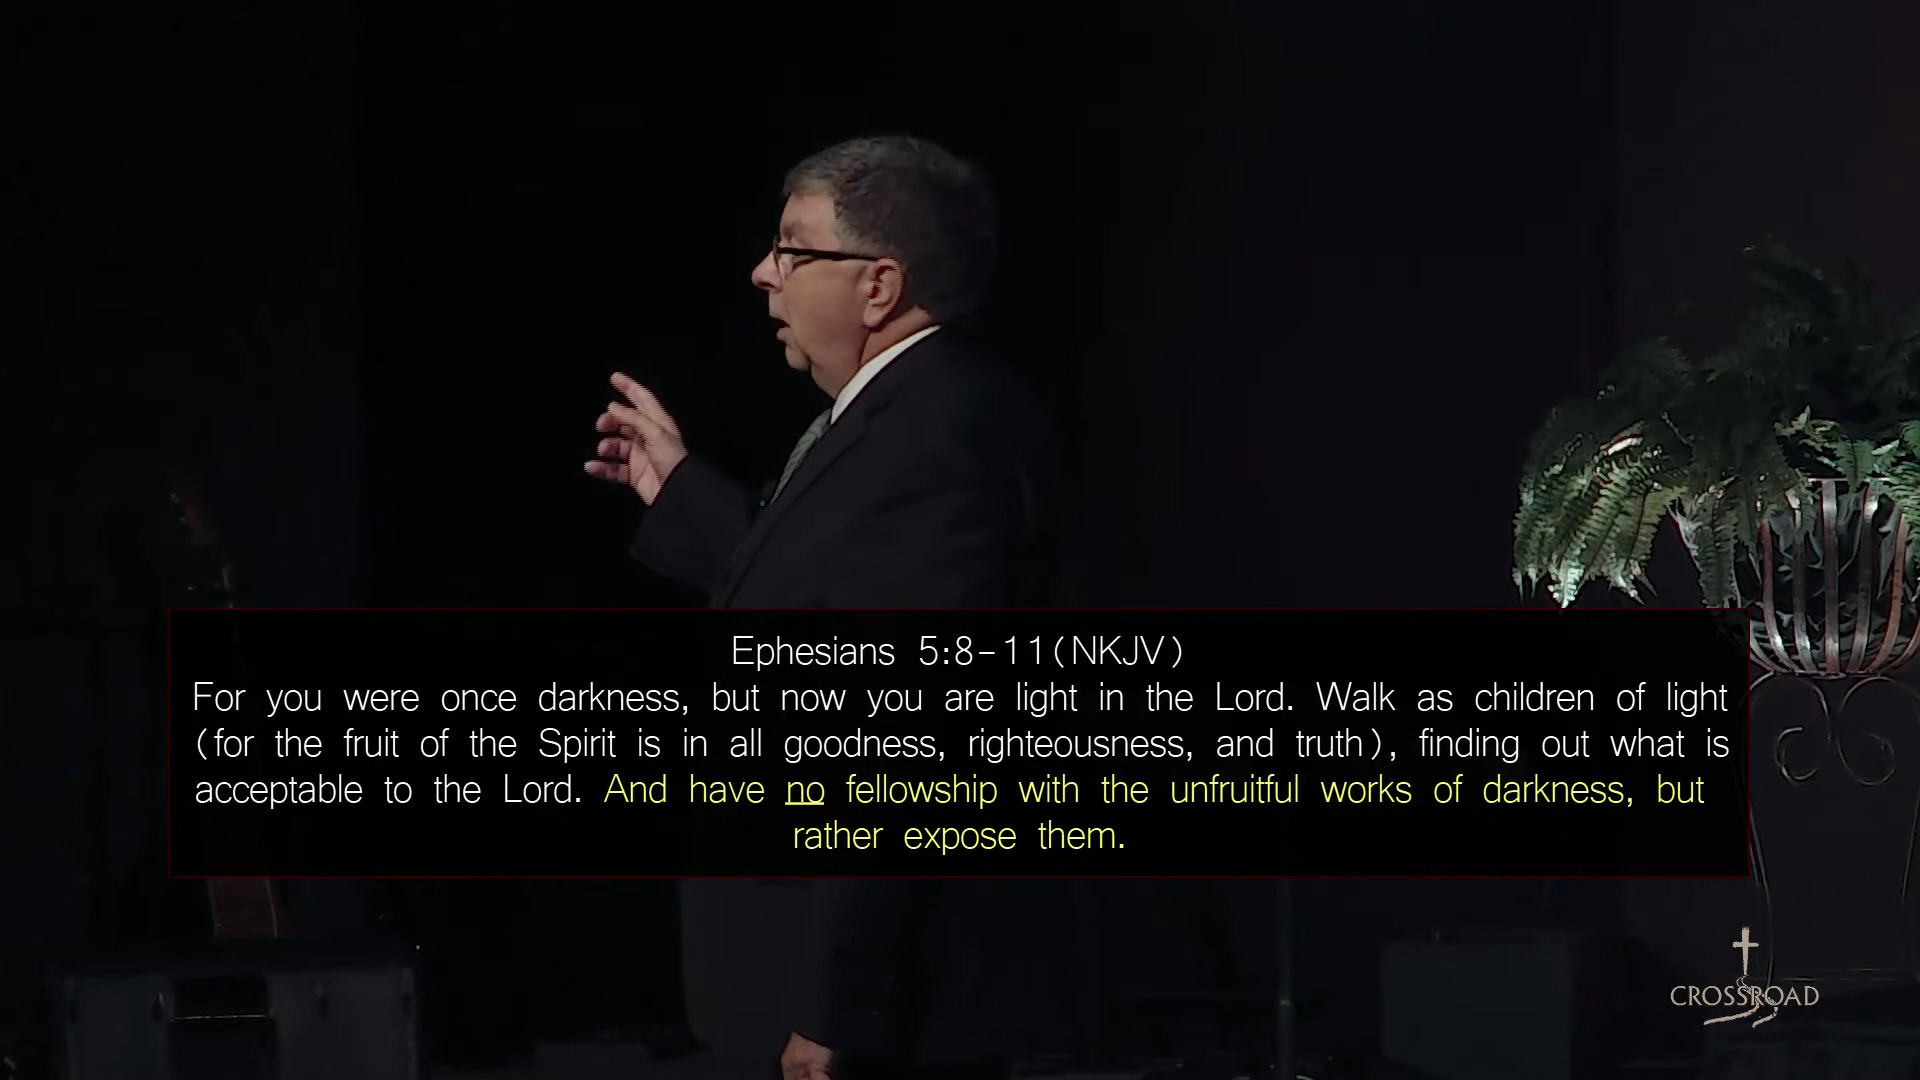 Ephesians 5:8-11(NKJV)
For you were once darkness, but now you are light in the Lord. Walk as children of light
(for the fruit of the Spirit is in all goodness, righteousness, and truth), finding out what is
acceptable to the Lord. And have no fellowship with the unfruitful works of darkness, but
rather expose them.
CROSSROAD